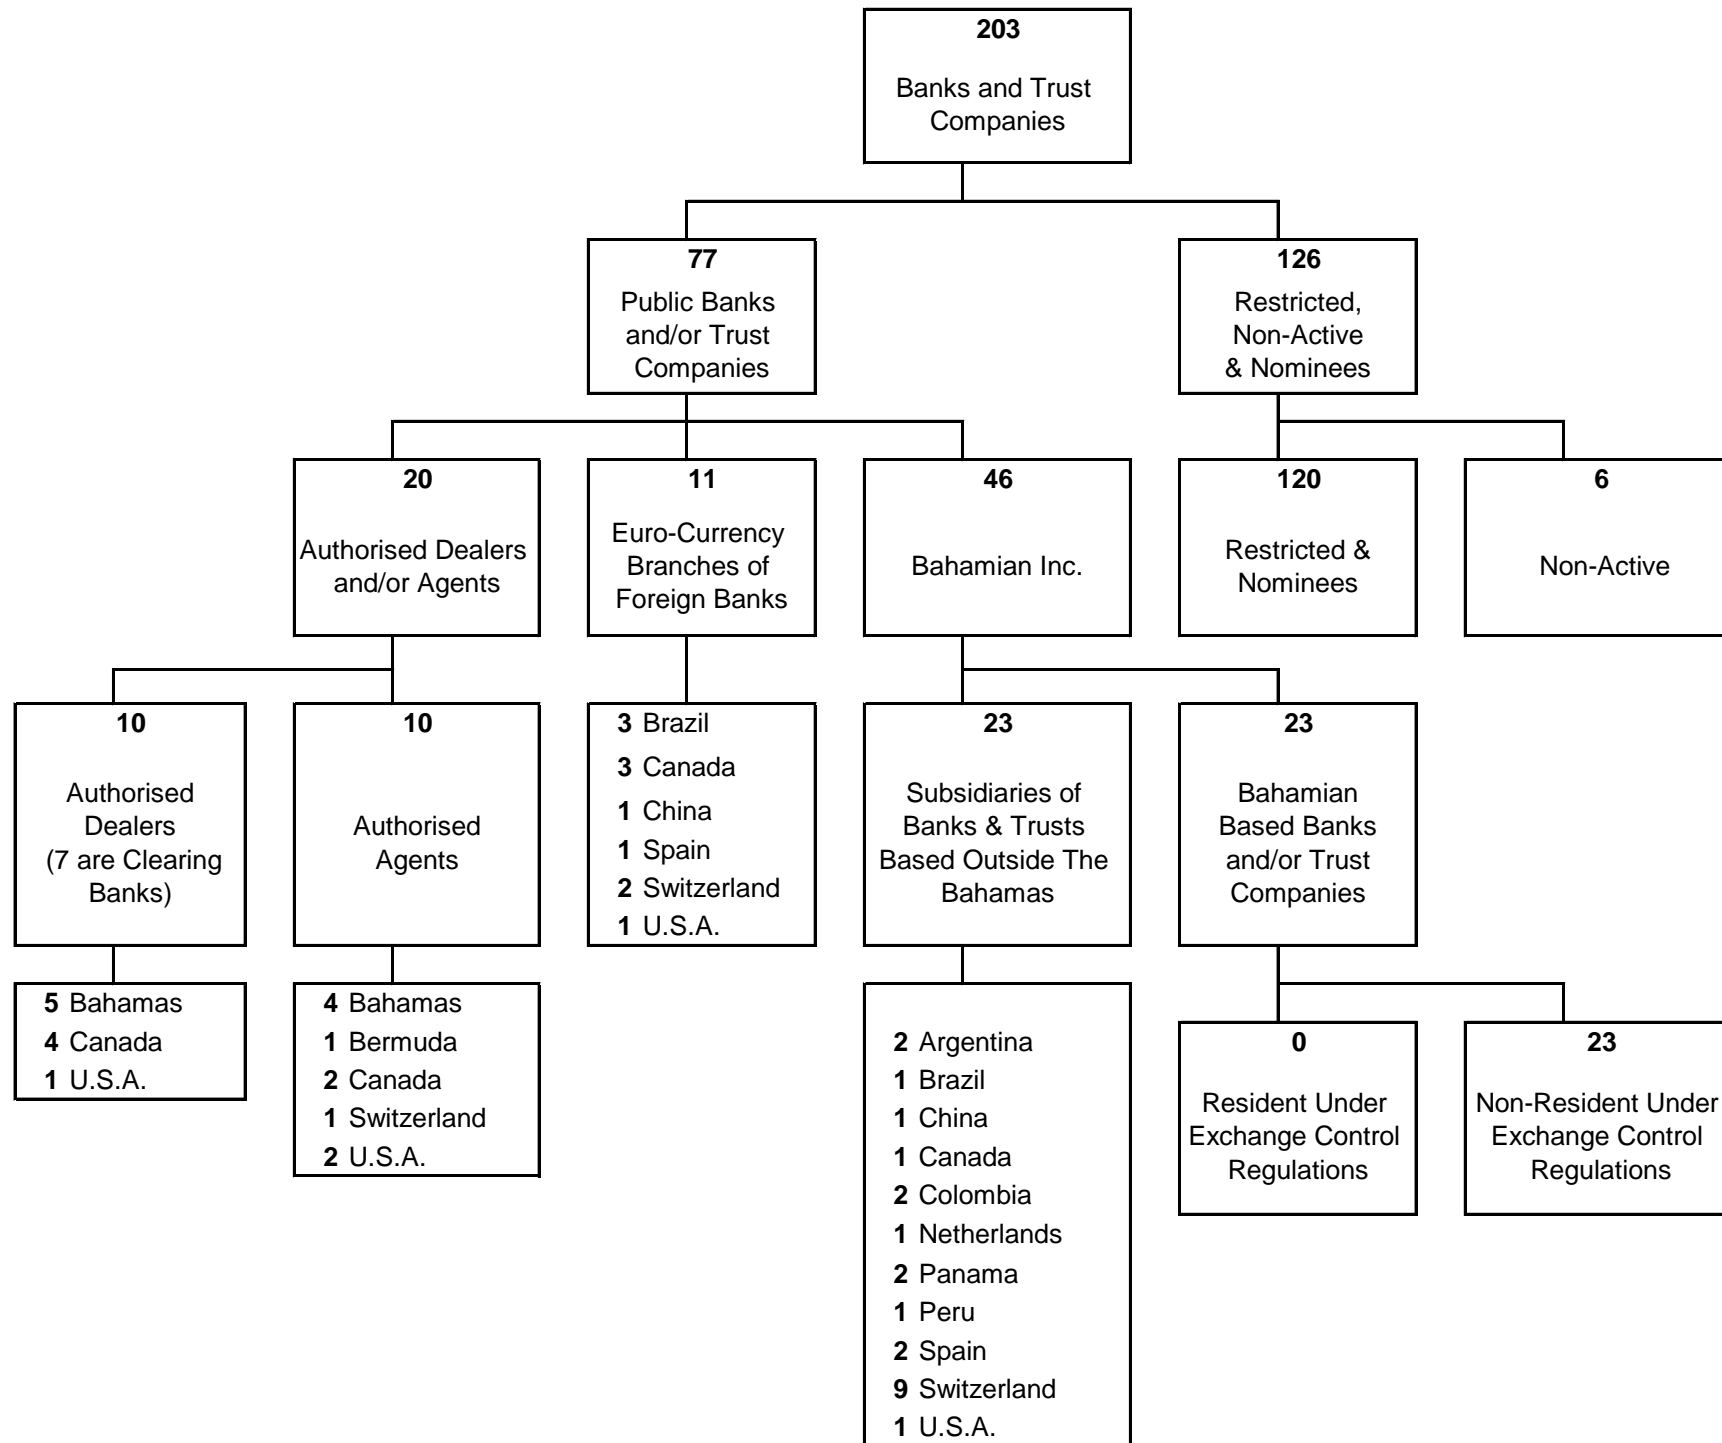 203
Banks and Trust
Companies
77
Public Banks
and/or Trust
Companies
126
Restricted,
Non-Active
& Nominees
20
Authorised Dealers
and/or Agents
11
Euro-Currency
Branches of
Foreign Banks
46
Bahamian Inc.
120
Restricted &
Nominees
6
Non-Active
10
Authorised
Dealers
(7 are Clearing
Banks)
10
Authorised
Agents
3 Brazil
3 Canada
1 China
1 Spain
2 Switzerland
1 U.S.A.
23
Subsidiaries of
Banks & Trusts
Based Outside The
Bahamas
23
Bahamian
Based Banks
and/or Trust
Companies
5 Bahamas
4 Canada
1 U.S.A.
4 Bahamas
1 Bermuda
2 Canada
1 Switzerland
2 U.S.A.
2 Argentina
1 Brazil
1 China
1 Canada
2 Colombia
1 Netherlands
2 Panama
1 Peru
2 Spain
9 Switzerland
1 U.S.A.
0
Resident Under
Exchange Control
Regulations
23
Non-Resident Under
Exchange Control
Regulations